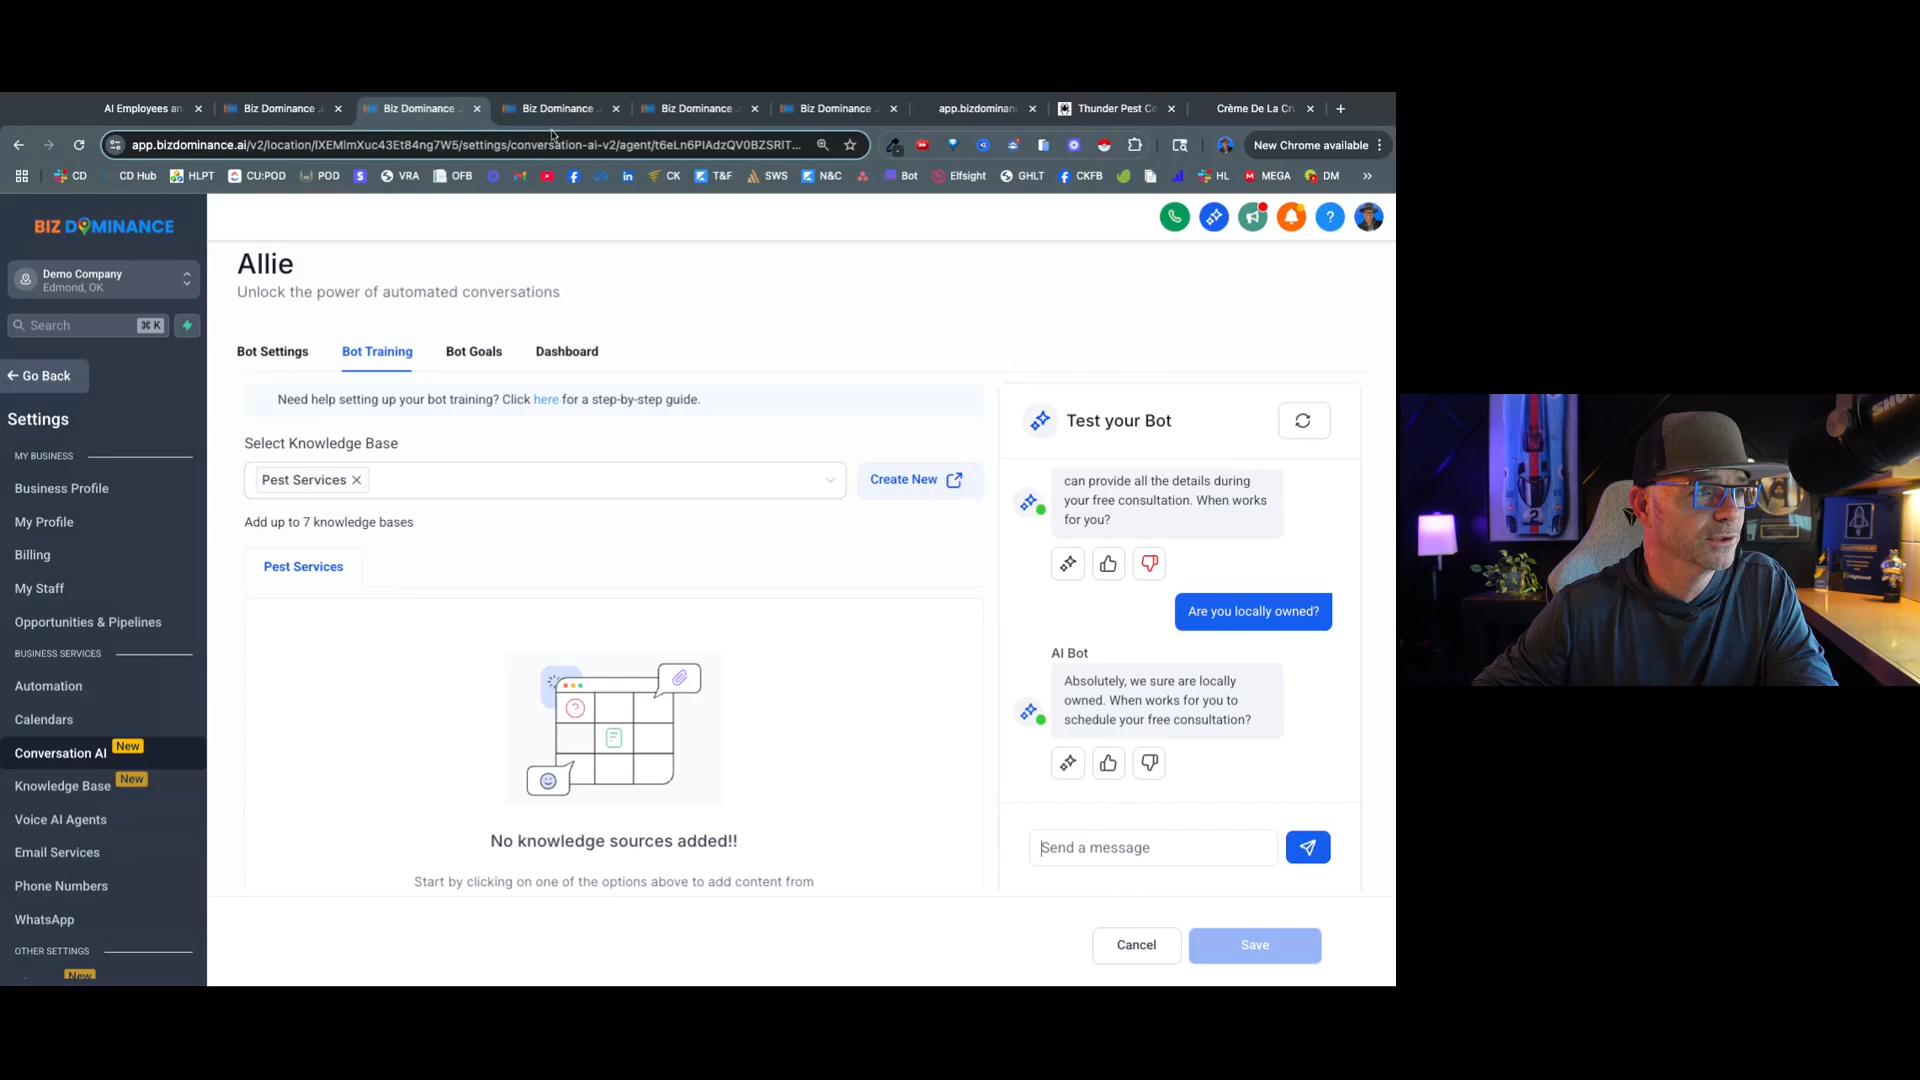 AI Employees an
Biz Dominance
Biz Dominance
Biz Dominance
Biz Dominance
Biz Dominance
app.bizdominan
Thunder Pest Co
Crème De La Cr
app.bizdominance.ai/v2/location/IXEMlmXuc43Et84ng7W5/settings/conversation-ai-v2/agent/t6eLn6PIAdzQV0BZSRIT...
New Chrome available
CD
CD Hub
HLPT
CU:POD
POD
VRA
OFB
CK
T&F
SWS
N&C
Bot
Elfsight
GHLT
CKFB
HL
MEGA
DM
BIZ DOMINANCE
Demo Company
Edmond, OK
Search
⌘ K
Go Back
Settings
MY BUSINESS
Business Profile
My Profile
Billing
My Staff
Opportunities & Pipelines
BUSINESS SERVICES
Automation
Calendars
Conversation AI New
Knowledge Base New
Voice AI Agents
Email Services
Phone Numbers
WhatsApp
OTHER SETTINGS
New
Allie
Unlock the power of automated conversations
Bot Settings
Bot Training
Bot Goals
Dashboard
Need help setting up your bot training? Click here for a step-by-step guide.
Select Knowledge Base
Pest Services
Create New
Add up to 7 knowledge bases
Pest Services
No knowledge sources added!!
Start by clicking on one of the options above to add content from
Test your Bot
can provide all the details during
your free consultation. When works
for you?
Are you locally owned?
AI Bot
Absolutely, we sure are locally
owned. When works for you to
schedule your free consultation?
Send a message
Cancel
Save